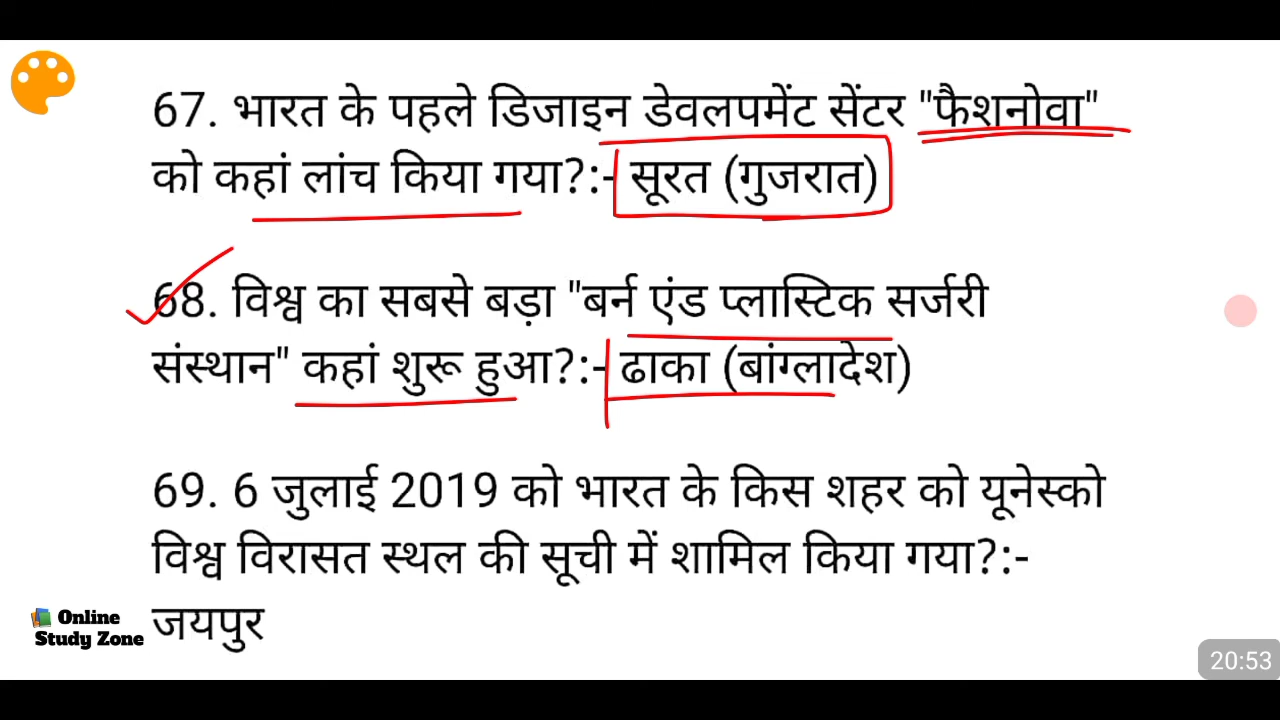 67. भारत के पहले डिजाइन डेवलपमेंट सेंटर "फैशनोवा"
को कहां लांच किया गया?:- सूरत (गुजरात)
68. विश्व का सबसे बड़ा "बर्न एंड प्लास्टिक सर्जरी
संस्थान" कहां शुरू हुआ?:- ढाका (बांग्लादेश)
69. 6 जुलाई 2019 को भारत के किस शहर को यूनेस्को
विश्व विरासत स्थल की सूची में शामिल किया गया?:-
जयपुर
Online
Study Zone
20:53